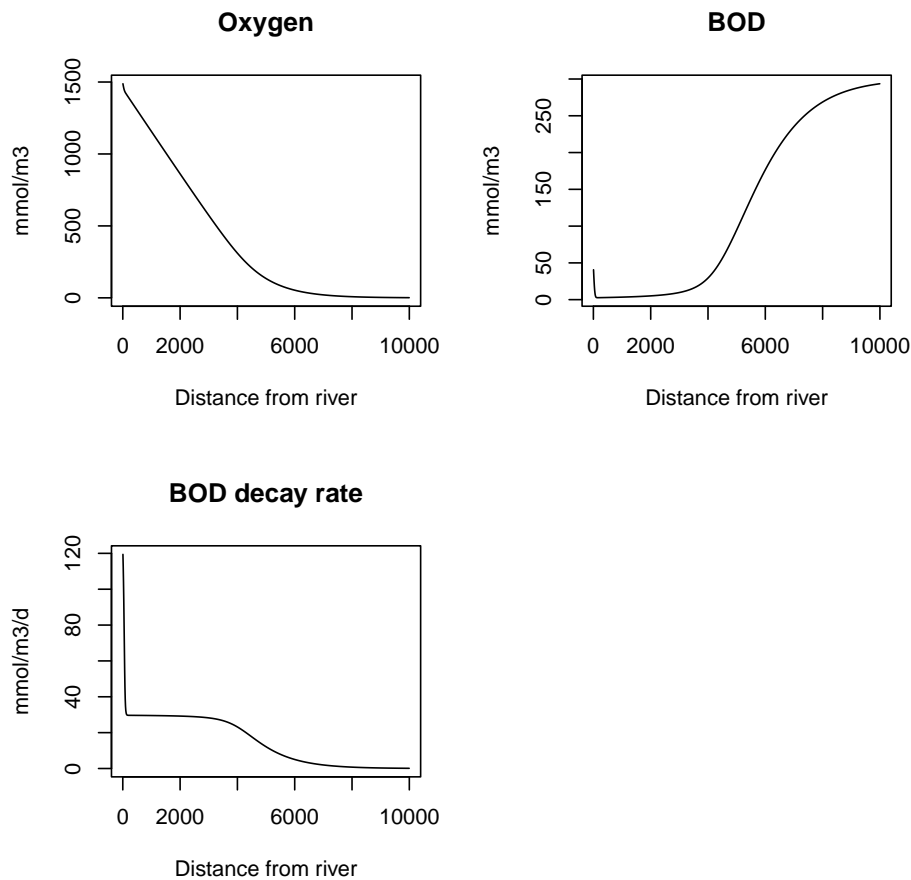 Oxygen
mmol/m3
1500
1000
500
0
0 2000 6000 10000
Distance from river
BOD
mmol/m3
250
150
50
0
0 2000 6000 10000
Distance from river
BOD decay rate
mmol/m3/d
120
80
40
0
0 2000 6000 10000
Distance from river